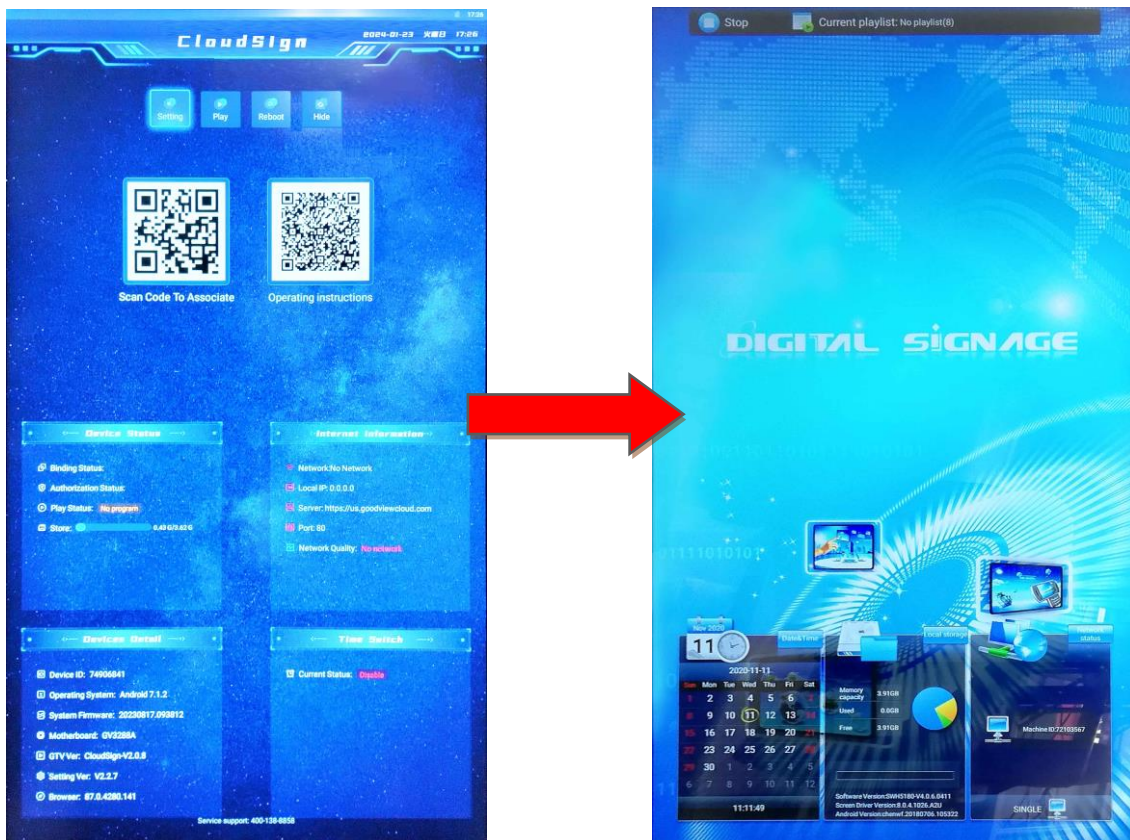 17:26
CloudSign
2024-01-23 火曜日 17:26
Setting
Play
Reboot
Hide
Scan Code To Associate
Operating instructions
Device Status
Binding Status:
Authorization Status:
Play Status: No program
Store: 0.43 G/3.82 G
Internet Information
Network:No Network
Local IP: 0.0.0.0
Server: https://us.goodviewcloud.com
Port: 80
Network Quality: No network
Devices Detail
Device ID: 74906841
Operating System: Android 7.1.2
System Firmware: 20230817.093812
Motherboard: GV3288A
GTV Ver: CloudSign-V2.0.8
Setting Ver: V2.2.7
Browser: 87.0.4280.141
Time Switch
Current Status: Disable
Service support: 400-138-8858
Stop
Current playlist: No playlist(8)
DIGITAL SIGNAGE
01111010101
Nov 2020
11
Date&Time
2020-11-11
Sun Mon Tue Wed Thu Fri Sat
1 2 3 4 5 6 7
8 9 10 11 12 13 14
15 16 17 18 19 20 21
22 23 24 25 26 27 28
29 30 1 2 3 4 5
6 7 8 9 10 11 12
11:11:49
Local storage
Memory
capacity 3.91GB
Used 0.0GB
Free 3.91GB
Software Version:SWH5180-V4.0.6.0411
Screen Driver Version:8.0.4.1026.A2U
Android Version:chenwf.20180706.105322
status
Machine ID:72103567
SINGLE